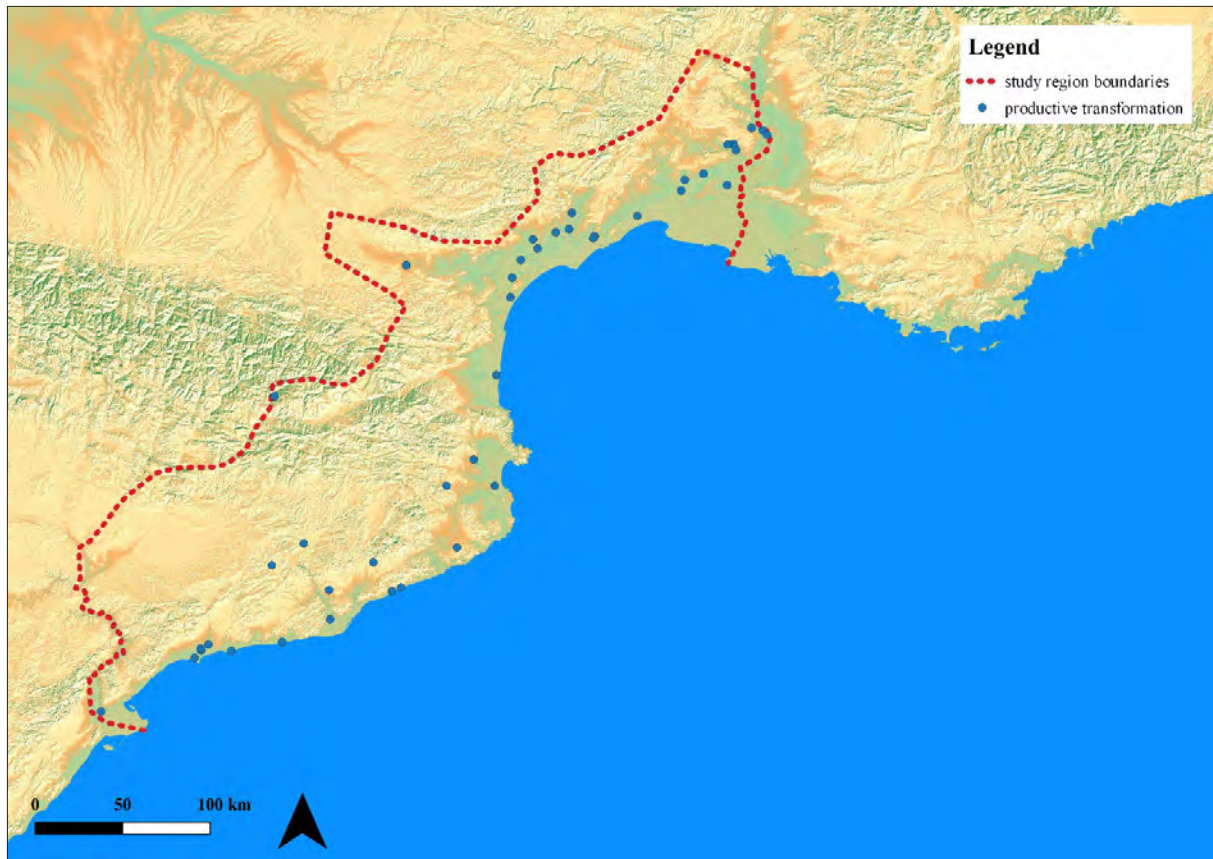 Legend
study region boundaries
productive transformation
0 50 100 km